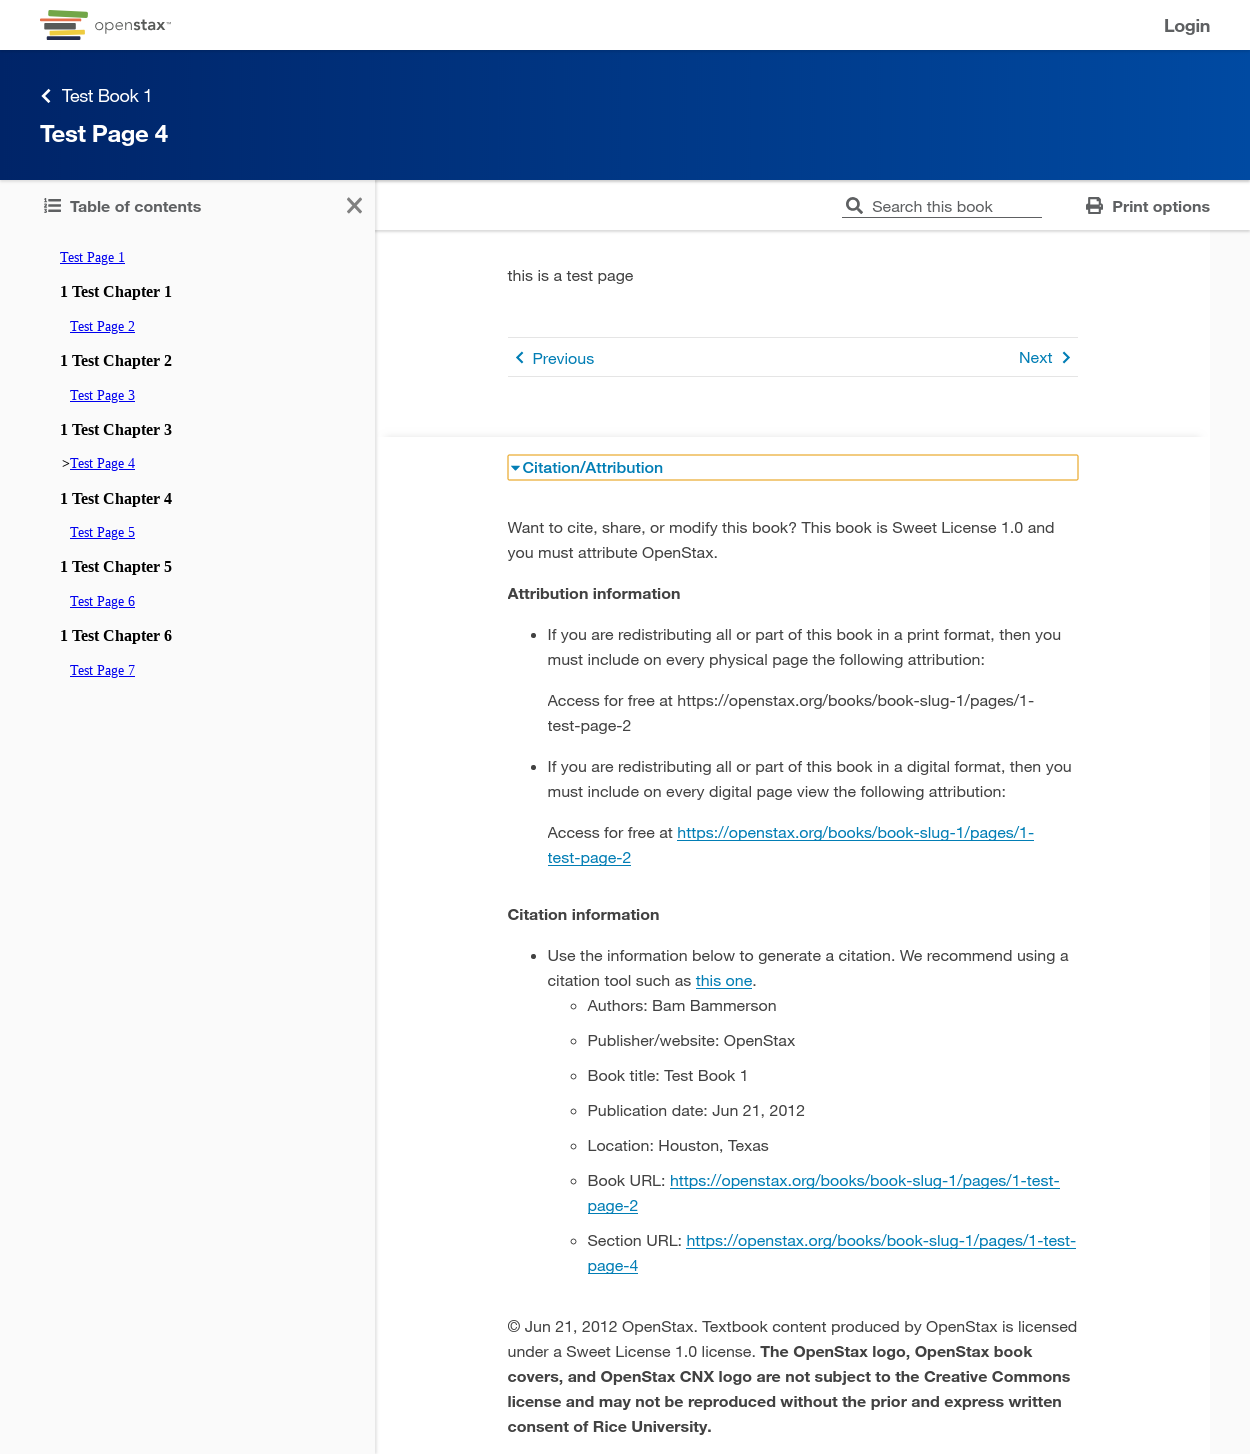 openstax™
Login
Test Book 1
Test Page 4
Table of contents
Search this book
Print options
Test Page 1
1 Test Chapter 1
Test Page 2
1 Test Chapter 2
Test Page 3
1 Test Chapter 3
>Test Page 4
1 Test Chapter 4
Test Page 5
1 Test Chapter 5
Test Page 6
1 Test Chapter 6
Test Page 7
this is a test page
Previous
Next
Citation/Attribution
Want to cite, share, or modify this book? This book is Sweet License 1.0 and
you must attribute OpenStax.
Attribution information
• If you are redistributing all or part of this book in a print format, then you
must include on every physical page the following attribution:
Access for free at https://openstax.org/books/book-slug-1/pages/1-
test-page-2
• If you are redistributing all or part of this book in a digital format, then you
must include on every digital page view the following attribution:
Access for free at https://openstax.org/books/book-slug-1/pages/1-
test-page-2
Citation information
• Use the information below to generate a citation. We recommend using a
citation tool such as this one.
◦ Authors: Bam Bammerson
◦ Publisher/website: OpenStax
◦ Book title: Test Book 1
◦ Publication date: Jun 21, 2012
◦ Location: Houston, Texas
◦ Book URL: https://openstax.org/books/book-slug-1/pages/1-test-
page-2
◦ Section URL: https://openstax.org/books/book-slug-1/pages/1-test-
page-4
© Jun 21, 2012 OpenStax. Textbook content produced by OpenStax is licensed
under a Sweet License 1.0 license. The OpenStax logo, OpenStax book
covers, and OpenStax CNX logo are not subject to the Creative Commons
license and may not be reproduced without the prior and express written
consent of Rice University.